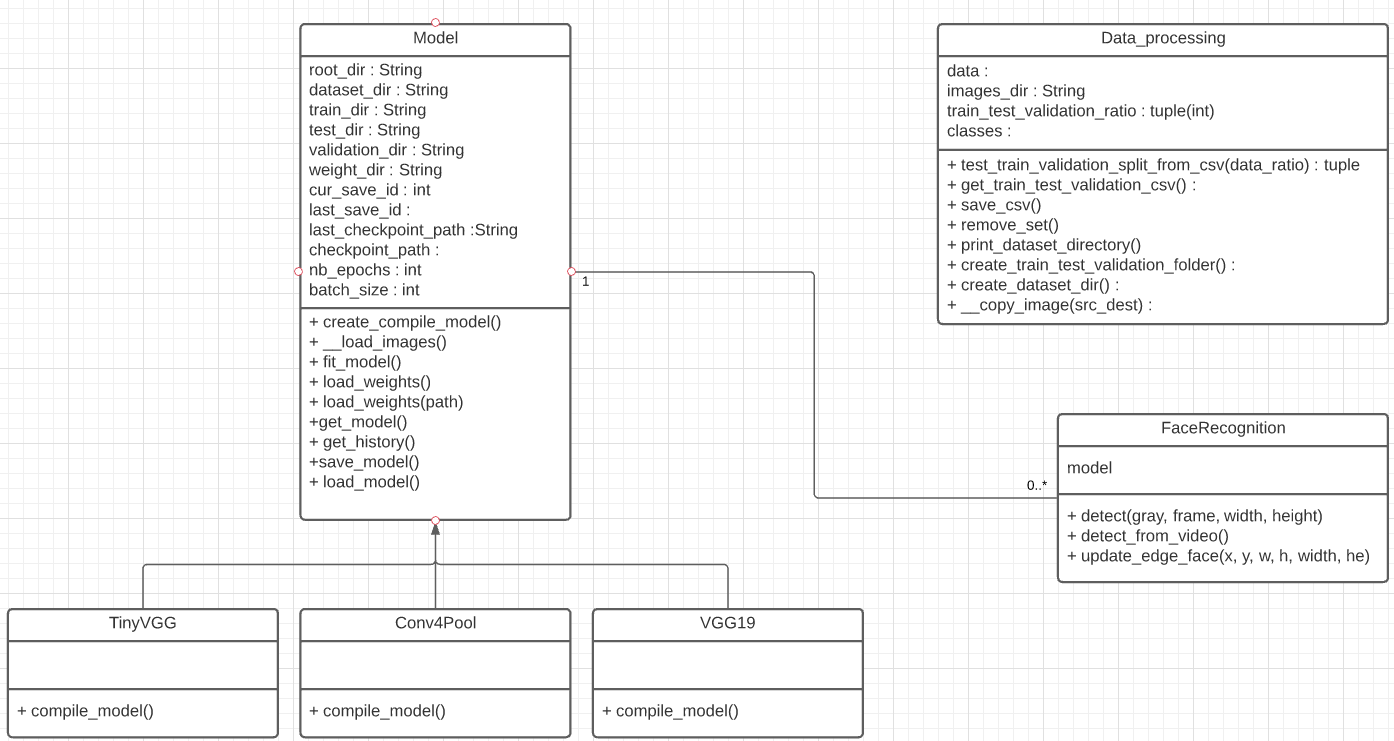 Model
root_dir : String
dataset_dir : String
train_dir : String
test_dir : String
validation_dir : String
weight_dir : String
cur_save_id : int
last_save_id :
last_checkpoint_path :String
checkpoint_path :
nb_epochs : int
batch_size : int
+ create_compile_model()
+ __load_images()
+ fit_model()
+ load_weights()
+ load_weights(path)
+get_model()
+ get_history()
+save_model()
+ load_model()
1
Data_processing
data :
images_dir : String
train_test_validation_ratio : tuple(int)
classes :
+ test_train_validation_split_from_csv(data_ratio) : tuple
+ get_train_test_validation_csv() :
+ save_csv()
+ remove_set()
+ print_dataset_directory()
+ create_train_test_validation_folder() :
+ create_dataset_dir() :
+ __copy_image(src_dest) :
0..*
FaceRecognition
model
+ detect(gray, frame, width, height)
+ detect_from_video()
+ update_edge_face(x, y, w, h, width, he)
TinyVGG
+ compile_model()
Conv4Pool
+ compile_model()
VGG19
+ compile_model()